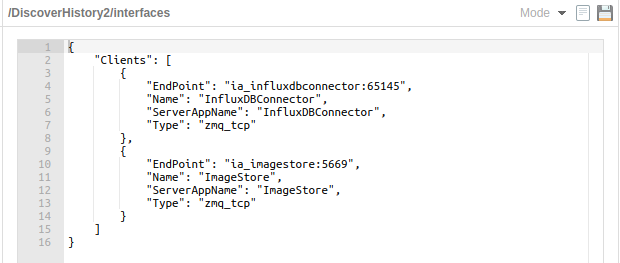 /DiscoverHistory2/interfaces Mode
1 {
2     "Clients": [
3         {
4             "EndPoint": "ia_influxdbconnector:65145",
5             "Name": "InfluxDBConnector",
6             "ServerAppName": "InfluxDBConnector",
7             "Type": "zmq_tcp"
8         },
9         {
10             "EndPoint": "ia_imagestore:5669",
11             "Name": "ImageStore",
12             "ServerAppName": "ImageStore",
13             "Type": "zmq_tcp"
14         }
15     ]
16 }